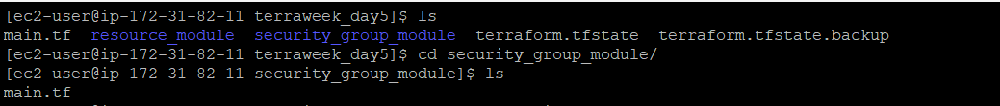 [ec2-user@ip-172-31-82-11 terraweek_day5]$ ls
main.tf  resource_module  security_group_module  terraform.tfstate  terraform.tfstate.backup
[ec2-user@ip-172-31-82-11 terraweek_day5]$ cd security_group_module/
[ec2-user@ip-172-31-82-11 security_group_module]$ ls
main.tf